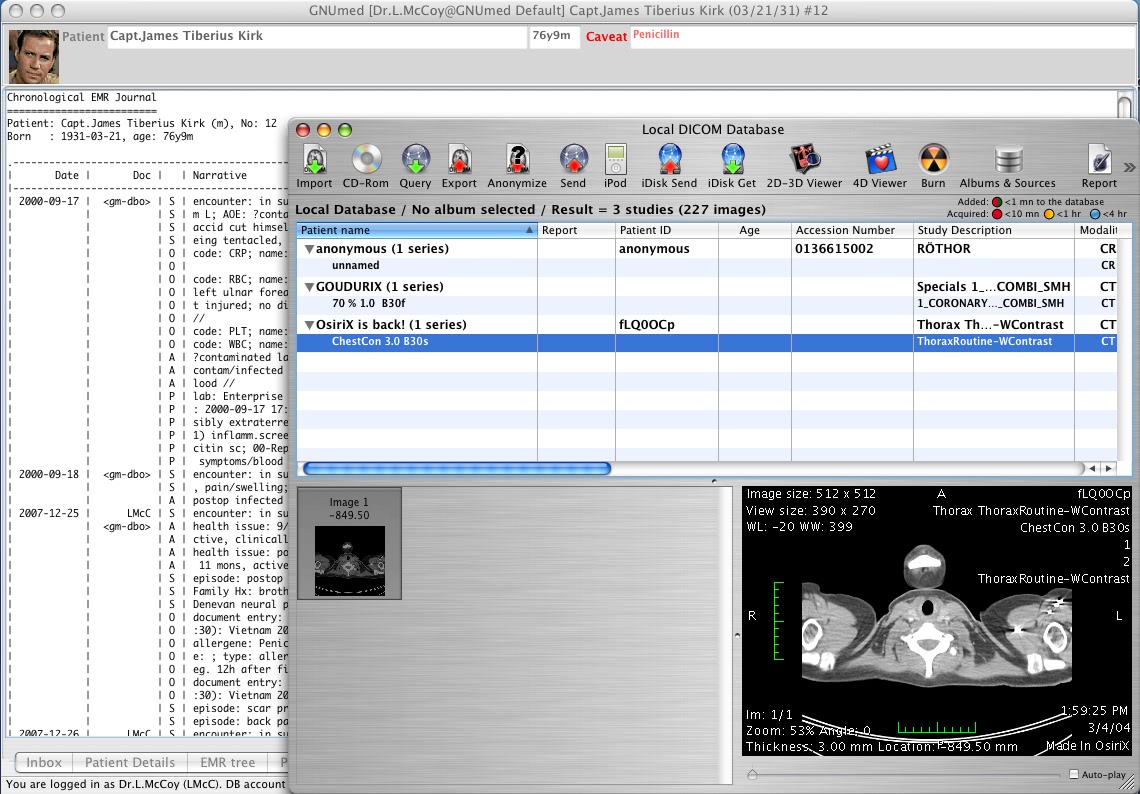 GNUmed [Dr.L.McCoy@GNUmed Default] Capt.James Tiberius Kirk (03/21/31) #12
Patient Capt.James Tiberius Kirk 76y9m Caveat Penicillin
Chronological EMR Journal
========================
Patient: Capt.James Tiberius Kirk (m), No: 12
Born   : 1931-03-21, age: 76y9m
Date | Doc | | Narrative
2000-09-17 | <gm-dbo> | S | encounter: in su
| | S | m L; AOE: ?conta
| | S | accid cut himsel
| | S | eing tentacled,
| | O | code: CRP; name:
| | O |
| | O | code: RBC; name:
| | O | left ulnar forea
| | O | t injured; no di
| | O | //
| | O | code: PLT; name:
| | O | code: WBC; name:
| | A | ?contaminated la
| | A | contam/infected
| | A | lood //
| | P | lab: Enterprise
| | P | : 2000-09-17 17:
| | P | sibly extraterre
| | P | 1) inflamm.scree
| | P | citin sc; 00-Rep
| | P | symptoms/blood
2000-09-18 | <gm-dbo> | S | encounter: in su
| | S | , pain/swelling;
| | A | postop infected
2007-12-25 | LMcC | S | encounter: in su
| <gm-dbo> | A | health issue: 9/
| | A | ctive, clinicall
| | A | health issue: po
| | A | 11 mons, active
| | S | episode: postop
| | S | Family Hx: broth
| | S | Denevan neural p
| | O | document entry:
| | O | :30): Vietnam 20
| | O | allergene: Penic
| | O | e: ; type: aller
| | O | eg. 12h after fi
| | O | document entry:
| | O | :30): Vietnam 20
| | S | episode: scar pr
| | S | episode: back pa
2007-12-26 | LMcC | S | encounter: in su
Inbox Patient Details EMR tree P
You are logged in as Dr.L.McCoy (LMcC). DB account
Local DICOM Database
Import CD-Rom Query Export Anonymize Send iPod iDisk Send iDisk Get 2D-3D Viewer 4D Viewer Burn Albums & Sources Report
Local Database / No album selected / Result = 3 studies (227 images)
Added: <1 mn to the database
Acquired: <10 mn <1 hr <4 hr
Patient name Report Patient ID Age Accession Number Study Description Modalit
anonymous (1 series) anonymous 0136615002 RÖTHOR CR
unnamed CR
GOUDURIX (1 series) Specials 1_...COMBI_SMH CT
70 % 1.0 B30f 1_CORONARY..._COMBI_SMH CT
OsiriX is back! (1 series) fLQ0OCp Thorax Th...-WContrast CT
ChestCon 3.0 B30s ThoraxRoutine-WContrast CT
Image 1
-849.50
Image size: 512 x 512 A fLQ0OCp
View size: 390 x 270 Thorax ThoraxRoutine-WContrast
WL: -20 WW: 399 ChestCon 3.0 B30s
1
2
ThoraxRoutine-WContrast
R L
Im: 1/1 1:59:25 PM
Zoom: 53% Angle: 0 3/4/04
Thickness: 3.00 mm Location: -849.50 mm P Made In OsiriX
Auto-play